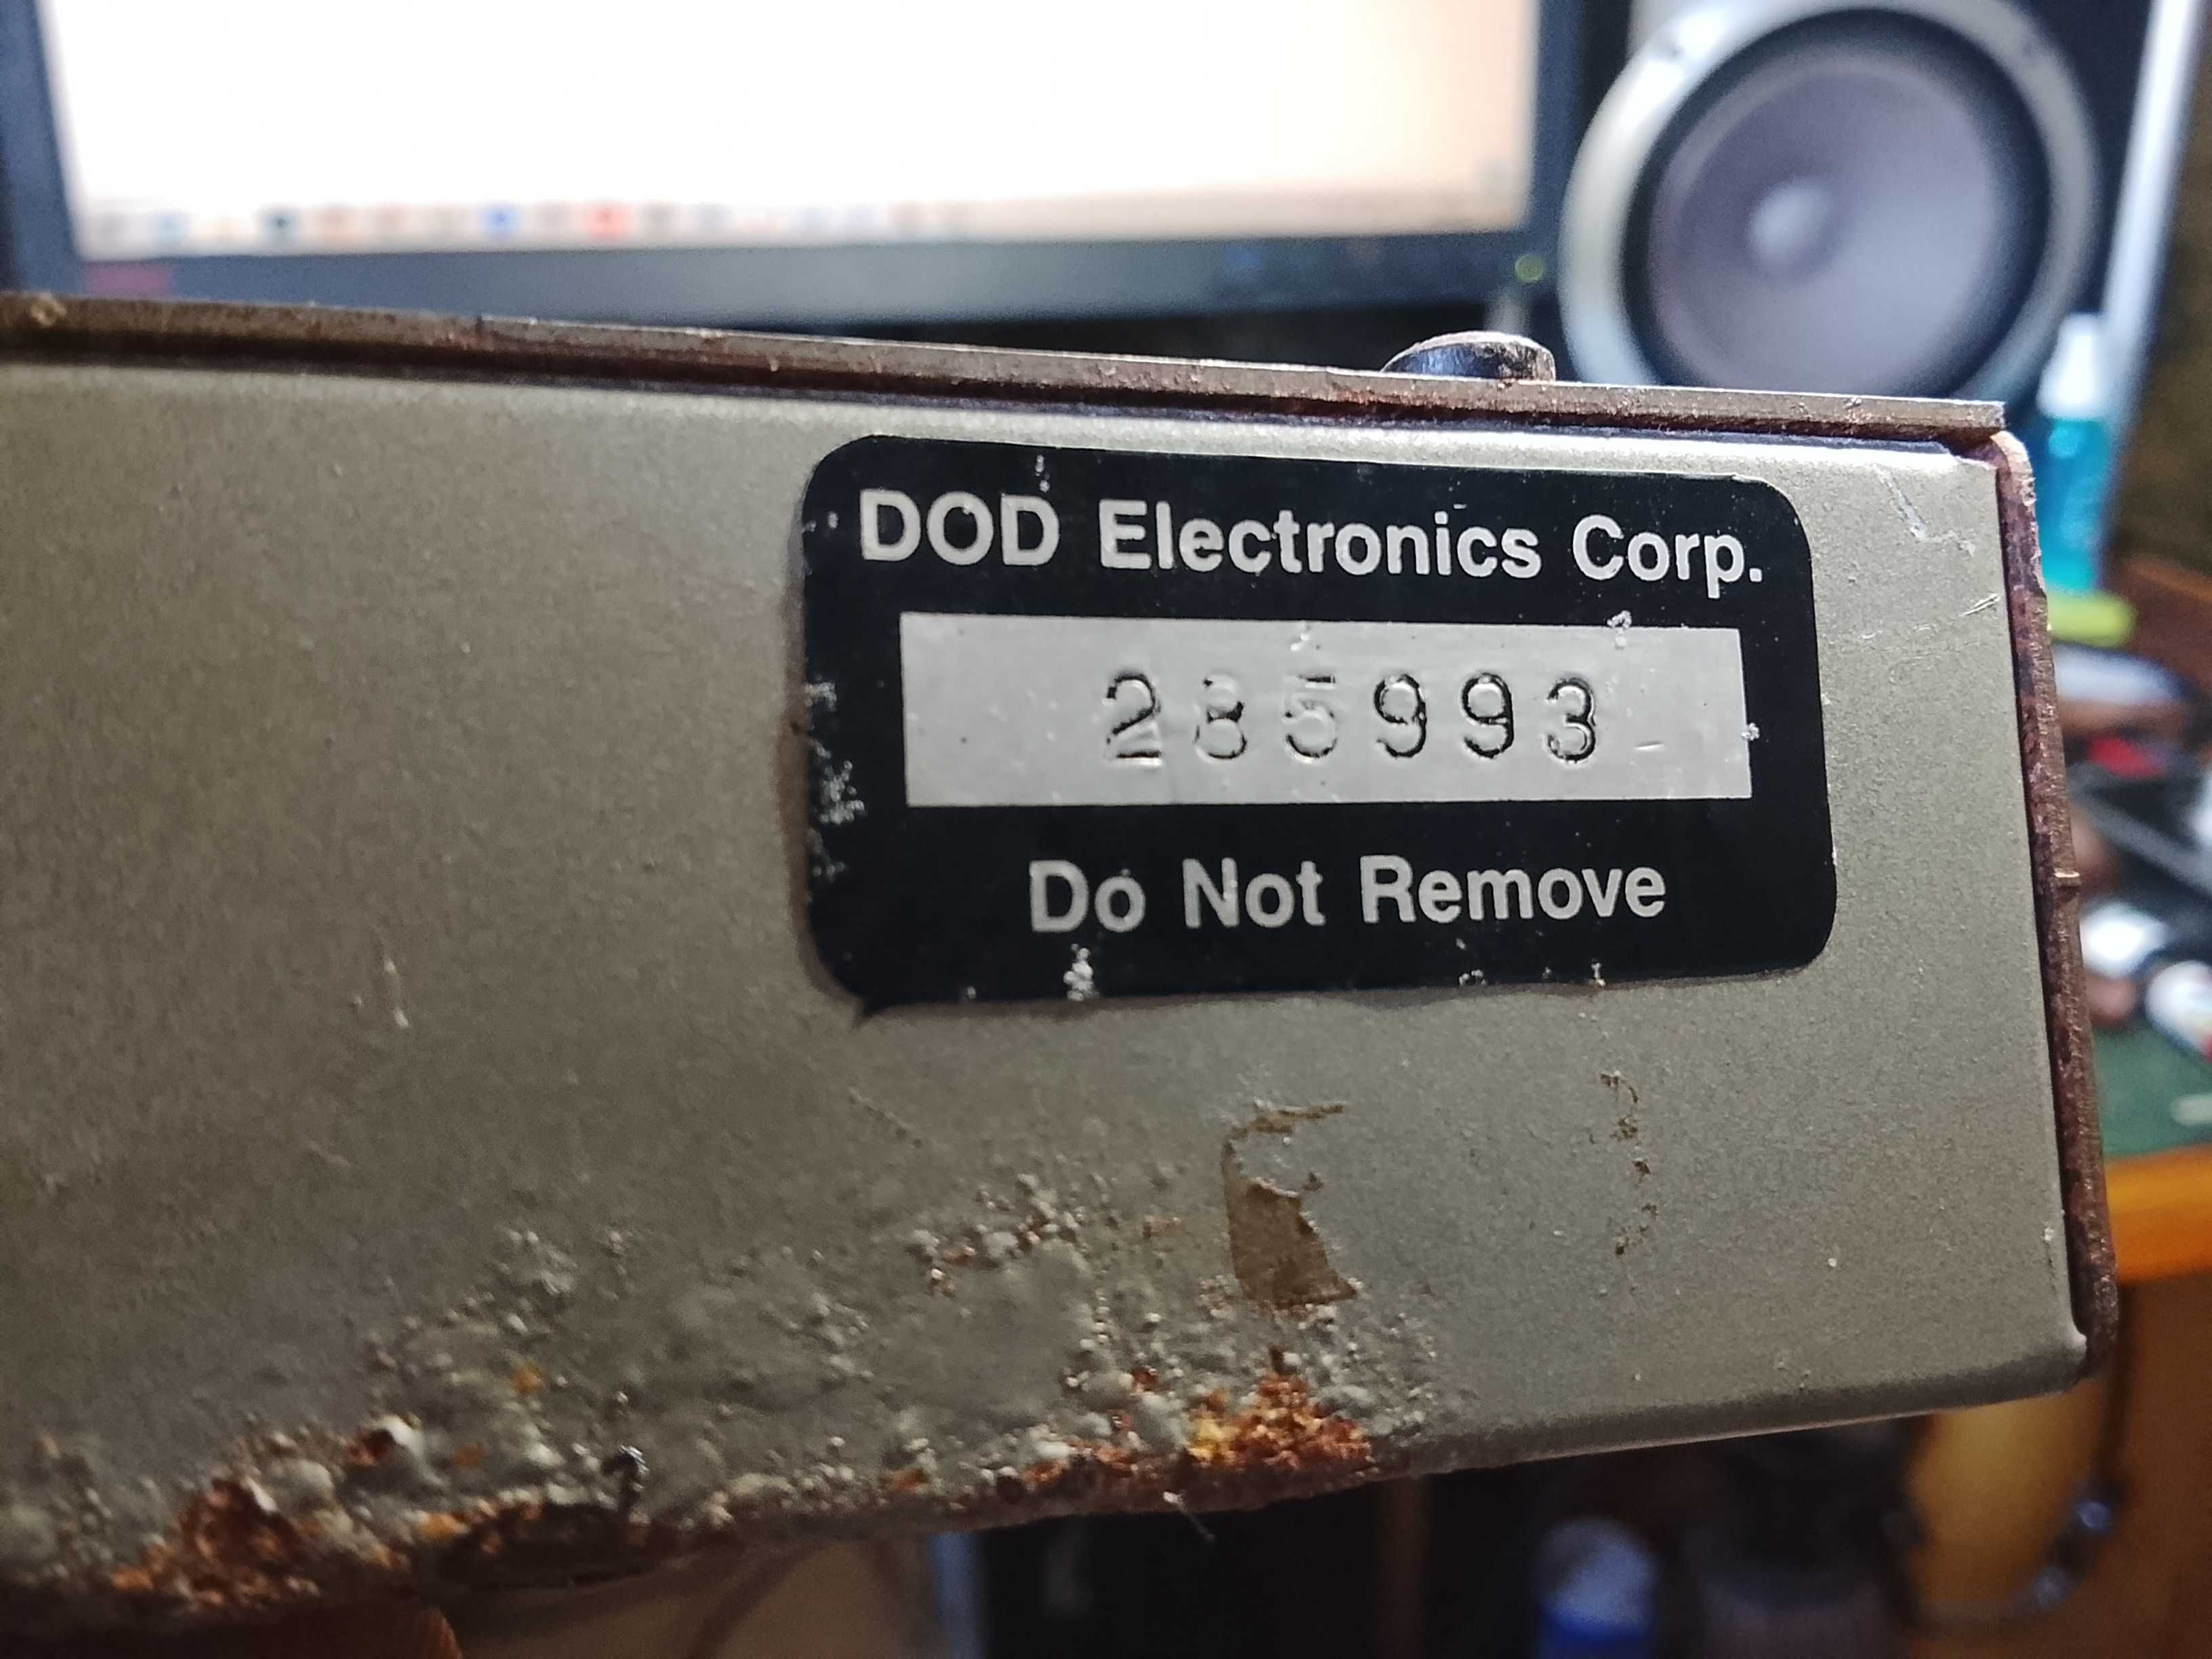 DOD Electronics Corp.
285993
Do Not Remove